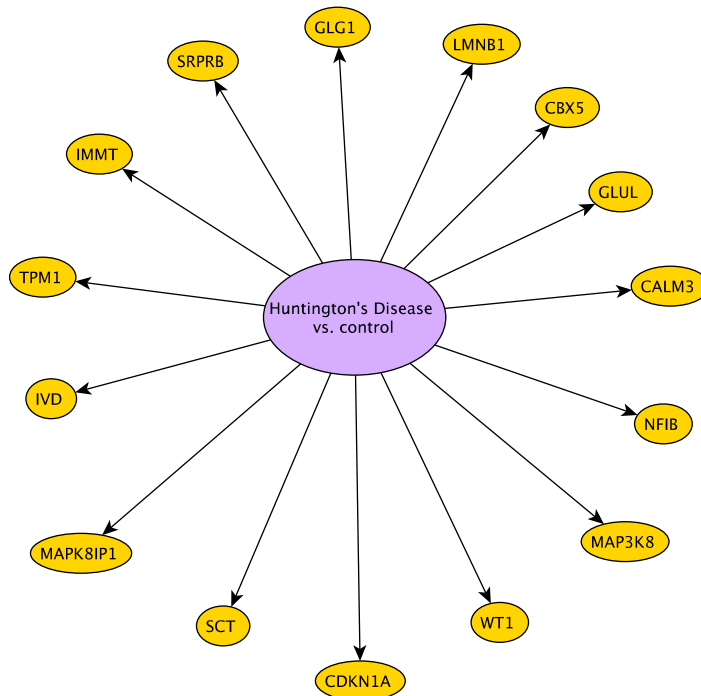 GLG1
LMNB1
SRPRB
CBX5
IMMT
GLUL
TPM1
CALM3
Huntington's Disease
vs. control
IVD
NFIB
MAPK8IP1
MAP3K8
SCT
WT1
CDKN1A